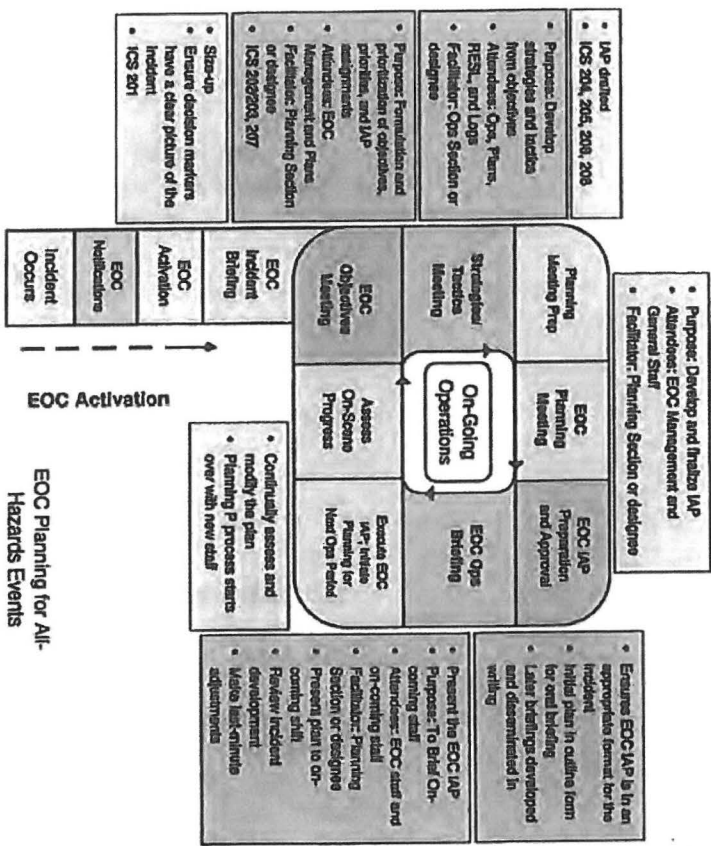 • Purpose: Develop and finalize IAP
• Attendees: EOC Management and
General Staff
• Facilitator: Planning Section or designee
• IAP drafted
• ICS 204, 205, 206, 208
• Purpose: Develop
strategies and tactics
from objectives
• Attendees: Ops, Plans,
RESL, and Logs
• Facilitator: Ops Section or
designee
• Purpose: Formulation and
prioritization of objectives,
priorities, and IAP
assignments
• Attendees: EOC
Management and Plans
• Facilitator: Planning Section
or designee
• ICS 202/203, 207
• Size-up
• Ensure decision markers
have a clear picture of the
Incident
• ICS 201
Planning
Meeting Prep
EOC
Planning
Meeting
EOC IAP
Preparation
and Approval
Strategies/
Tactics
Meeting
On-Going
Operations
EOC Ops
Briefing
EOC
Objectives
Meeting
Assess
On-Scene
Progress
Execute EOC
IAP; Initiate
Planning for
Next Ops Period
EOC
Incident
Briefing
EOC
Activation
EOC
Notifications
Incident
Occurs
• Ensures EOC IAP is in an
appropriate format for the
incident
• Initial plan in outline form
for oral briefing
• Later briefings developed
and disseminated in
writing
• Present the EOC IAP
• Purpose: To Brief On-
coming staff
• Attendees: EOC staff and
on-coming staff
• Facilitator: Planning
Section or designee
• Present plan to on-
coming shift
• Review incident
development
• Make last-minute
adjustments
• Continually assess and
modify the plan
• Planning P process starts
over with new staff
EOC Activation
EOC Planning for All-
Hazards Events